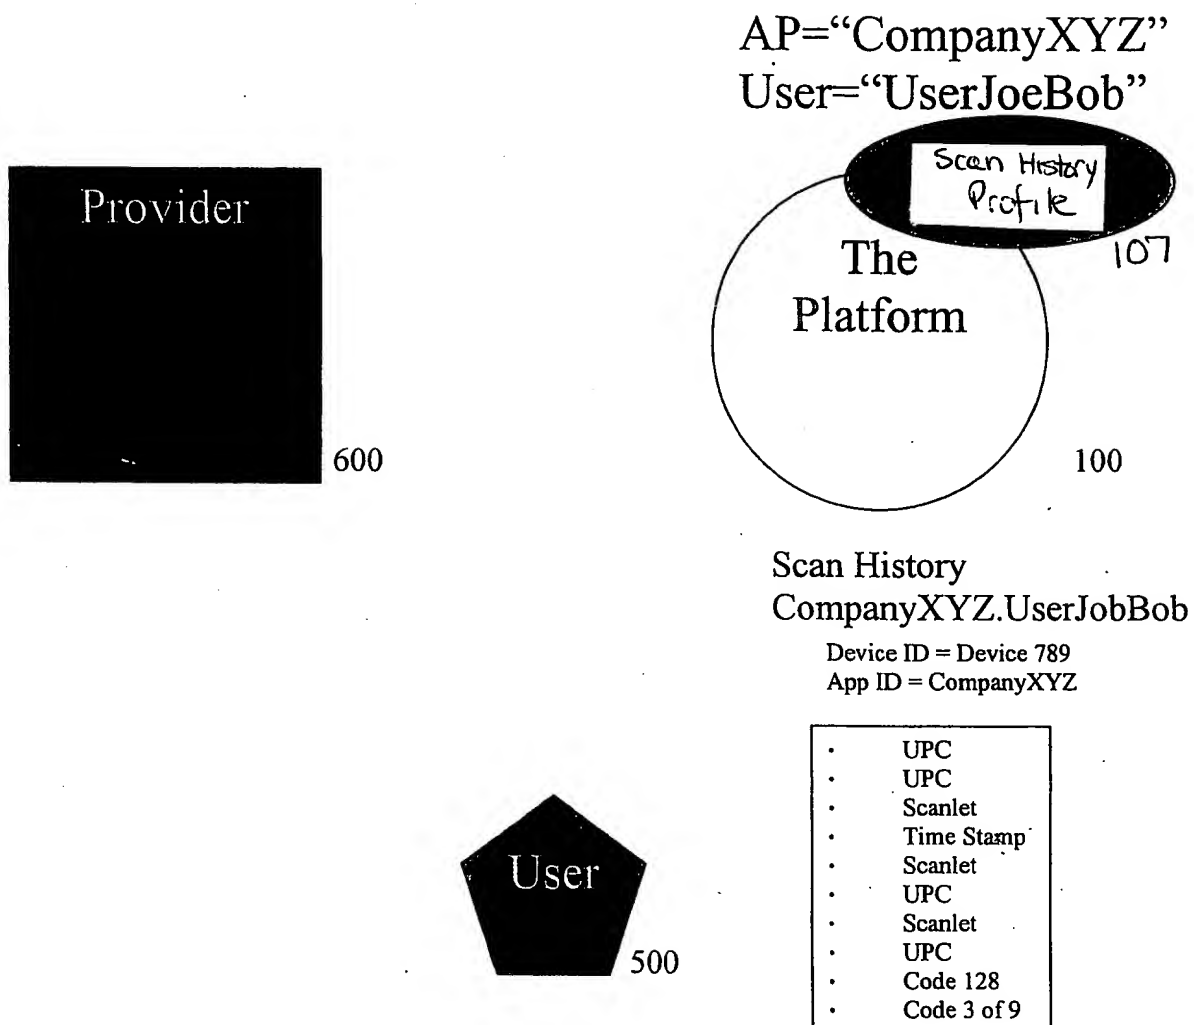 AP=“CompanyXYZ”
User=“UserJoeBob”
Provider
Scan History
Profile
107
The
Platform
600
100
Scan History
CompanyXYZ.UserJobBob
Device ID = Device 789
App ID = CompanyXYZ
· UPC
· UPC
· Scanlet
· Time Stamp
· Scanlet
· UPC
· Scanlet
· UPC
· Code 128
· Code 3 of 9
User
500